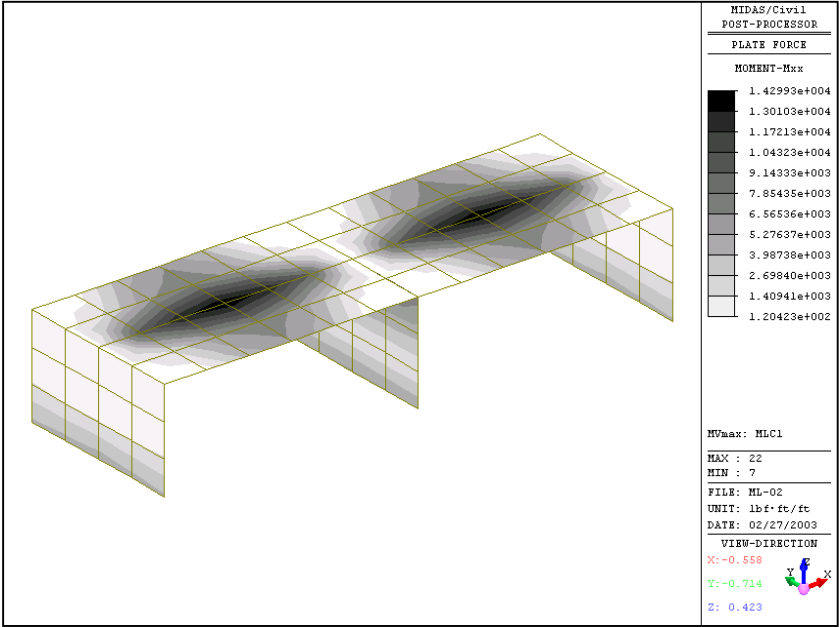 MIDAS/Civil
POST-PROCESSOR
PLATE FORCE
MOMENT-Mxx
1.42993e+004
1.30103e+004
1.17213e+004
1.04323e+004
9.14333e+003
7.85435e+003
6.56536e+003
5.27637e+003
3.98738e+003
2.69840e+003
1.40941e+003
1.20423e+002
MVmax: MLC1
MAX : 22
MIN : 7
FILE: ML-02
UNIT: lbf·ft/ft
DATE: 02/27/2003
VIEW-DIRECTION
X:-0.558
Y:-0.714
Z: 0.423
Z
Y
X